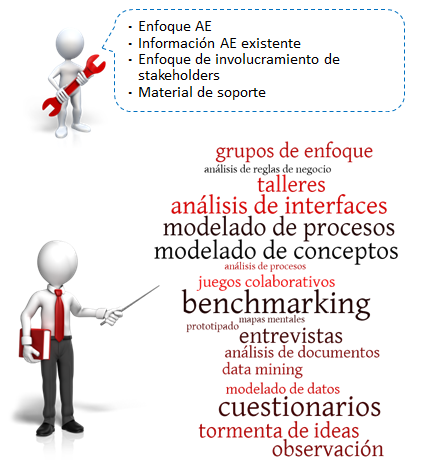 - Enfoque AE
- Información AE existente
- Enfoque de involucramiento de
stakeholders
- Material de soporte
grupos de enfoque
análisis de reglas de negocio
talleres
análisis de interfaces
modelado de procesos
modelado de conceptos
análisis de procesos
juegos colaborativos
benchmarking
mapas mentales
prototipado
entrevistas
análisis de documentos
data mining
modelado de datos
cuestionarios
tormenta de ideas
observación